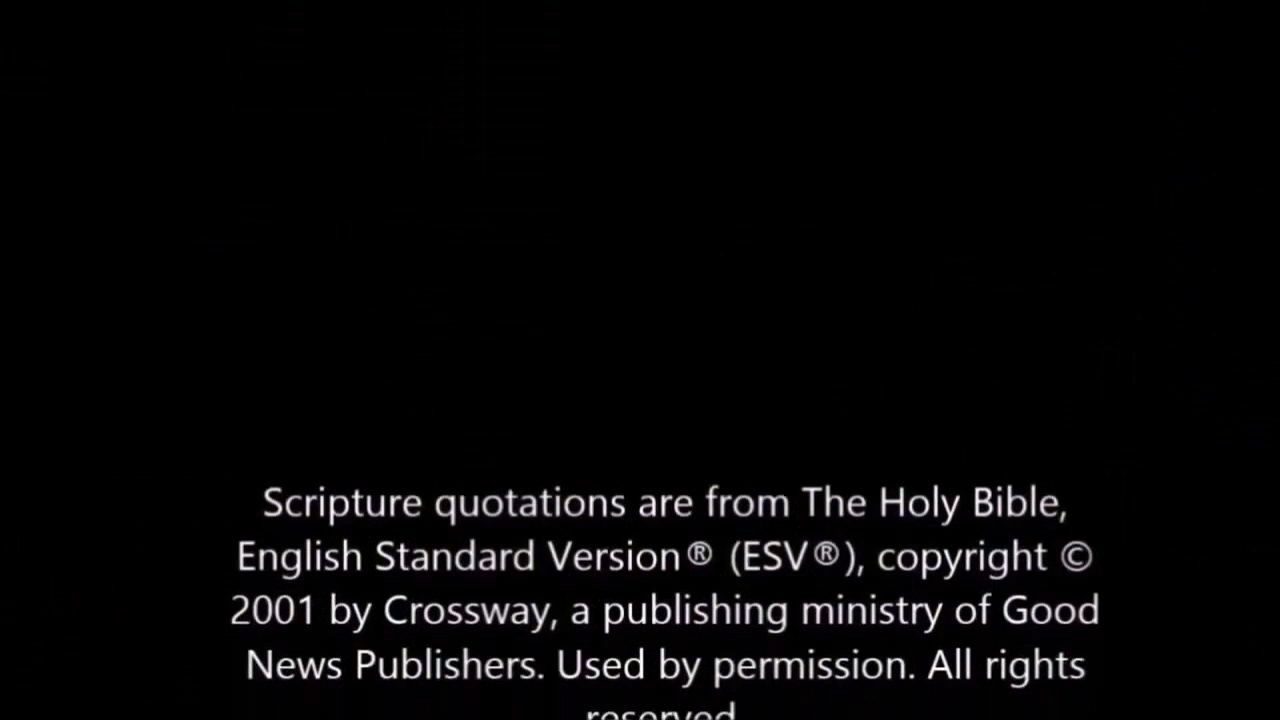 Scripture quotations are from The Holy Bible,
English Standard Version® (ESV®), copyright ©
2001 by Crossway, a publishing ministry of Good
News Publishers. Used by permission. All rights
reserved